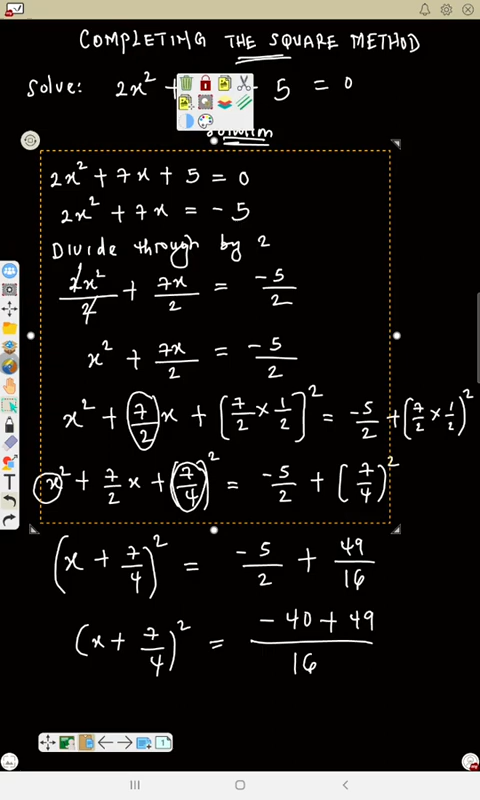 COMPLETING THE SQUARE METHOD
Solve: 2x² + 5 = 0
2x² + 7x + 5 = 0
2x² + 7x = -5
Divide through by 2
2x²/2 + 7x/2 = -5/2
x² + 7x/2 = -5/2
x² + (7/2)x + [7/2 × 1/2]² = -5/2 + (7/2 × 1/2)²
x² + 7/2 x + (7/4)² = -5/2 + (7/4)²
(x + 7/4)² = -5/2 + 49/16
(x + 7/4)² = -40 + 49/16